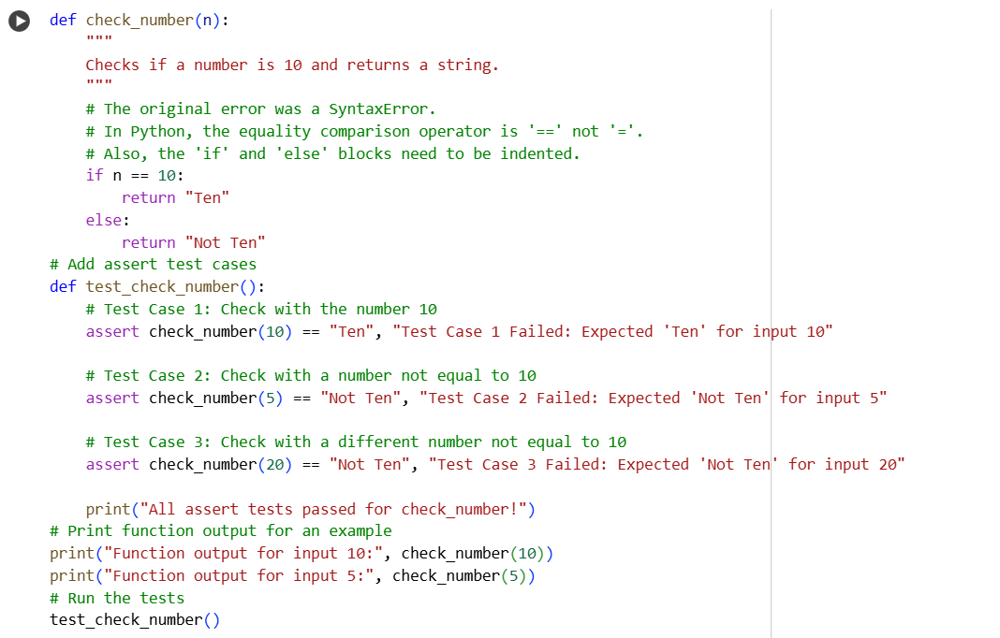 def check_number(n):
    """
    Checks if a number is 10 and returns a string.
    """
    # The original error was a SyntaxError.
    # In Python, the equality comparison operator is '==' not '='.
    # Also, the 'if' and 'else' blocks need to be indented.
    if n == 10:
        return "Ten"
    else:
        return "Not Ten"
# Add assert test cases
def test_check_number():
    # Test Case 1: Check with the number 10
    assert check_number(10) == "Ten", "Test Case 1 Failed: Expected 'Ten' for input 10"

    # Test Case 2: Check with a number not equal to 10
    assert check_number(5) == "Not Ten", "Test Case 2 Failed: Expected 'Not Ten' for input 5"

    # Test Case 3: Check with a different number not equal to 10
    assert check_number(20) == "Not Ten", "Test Case 3 Failed: Expected 'Not Ten' for input 20"

    print("All assert tests passed for check_number!")
# Print function output for an example
print("Function output for input 10:", check_number(10))
print("Function output for input 5:", check_number(5))
# Run the tests
test_check_number()